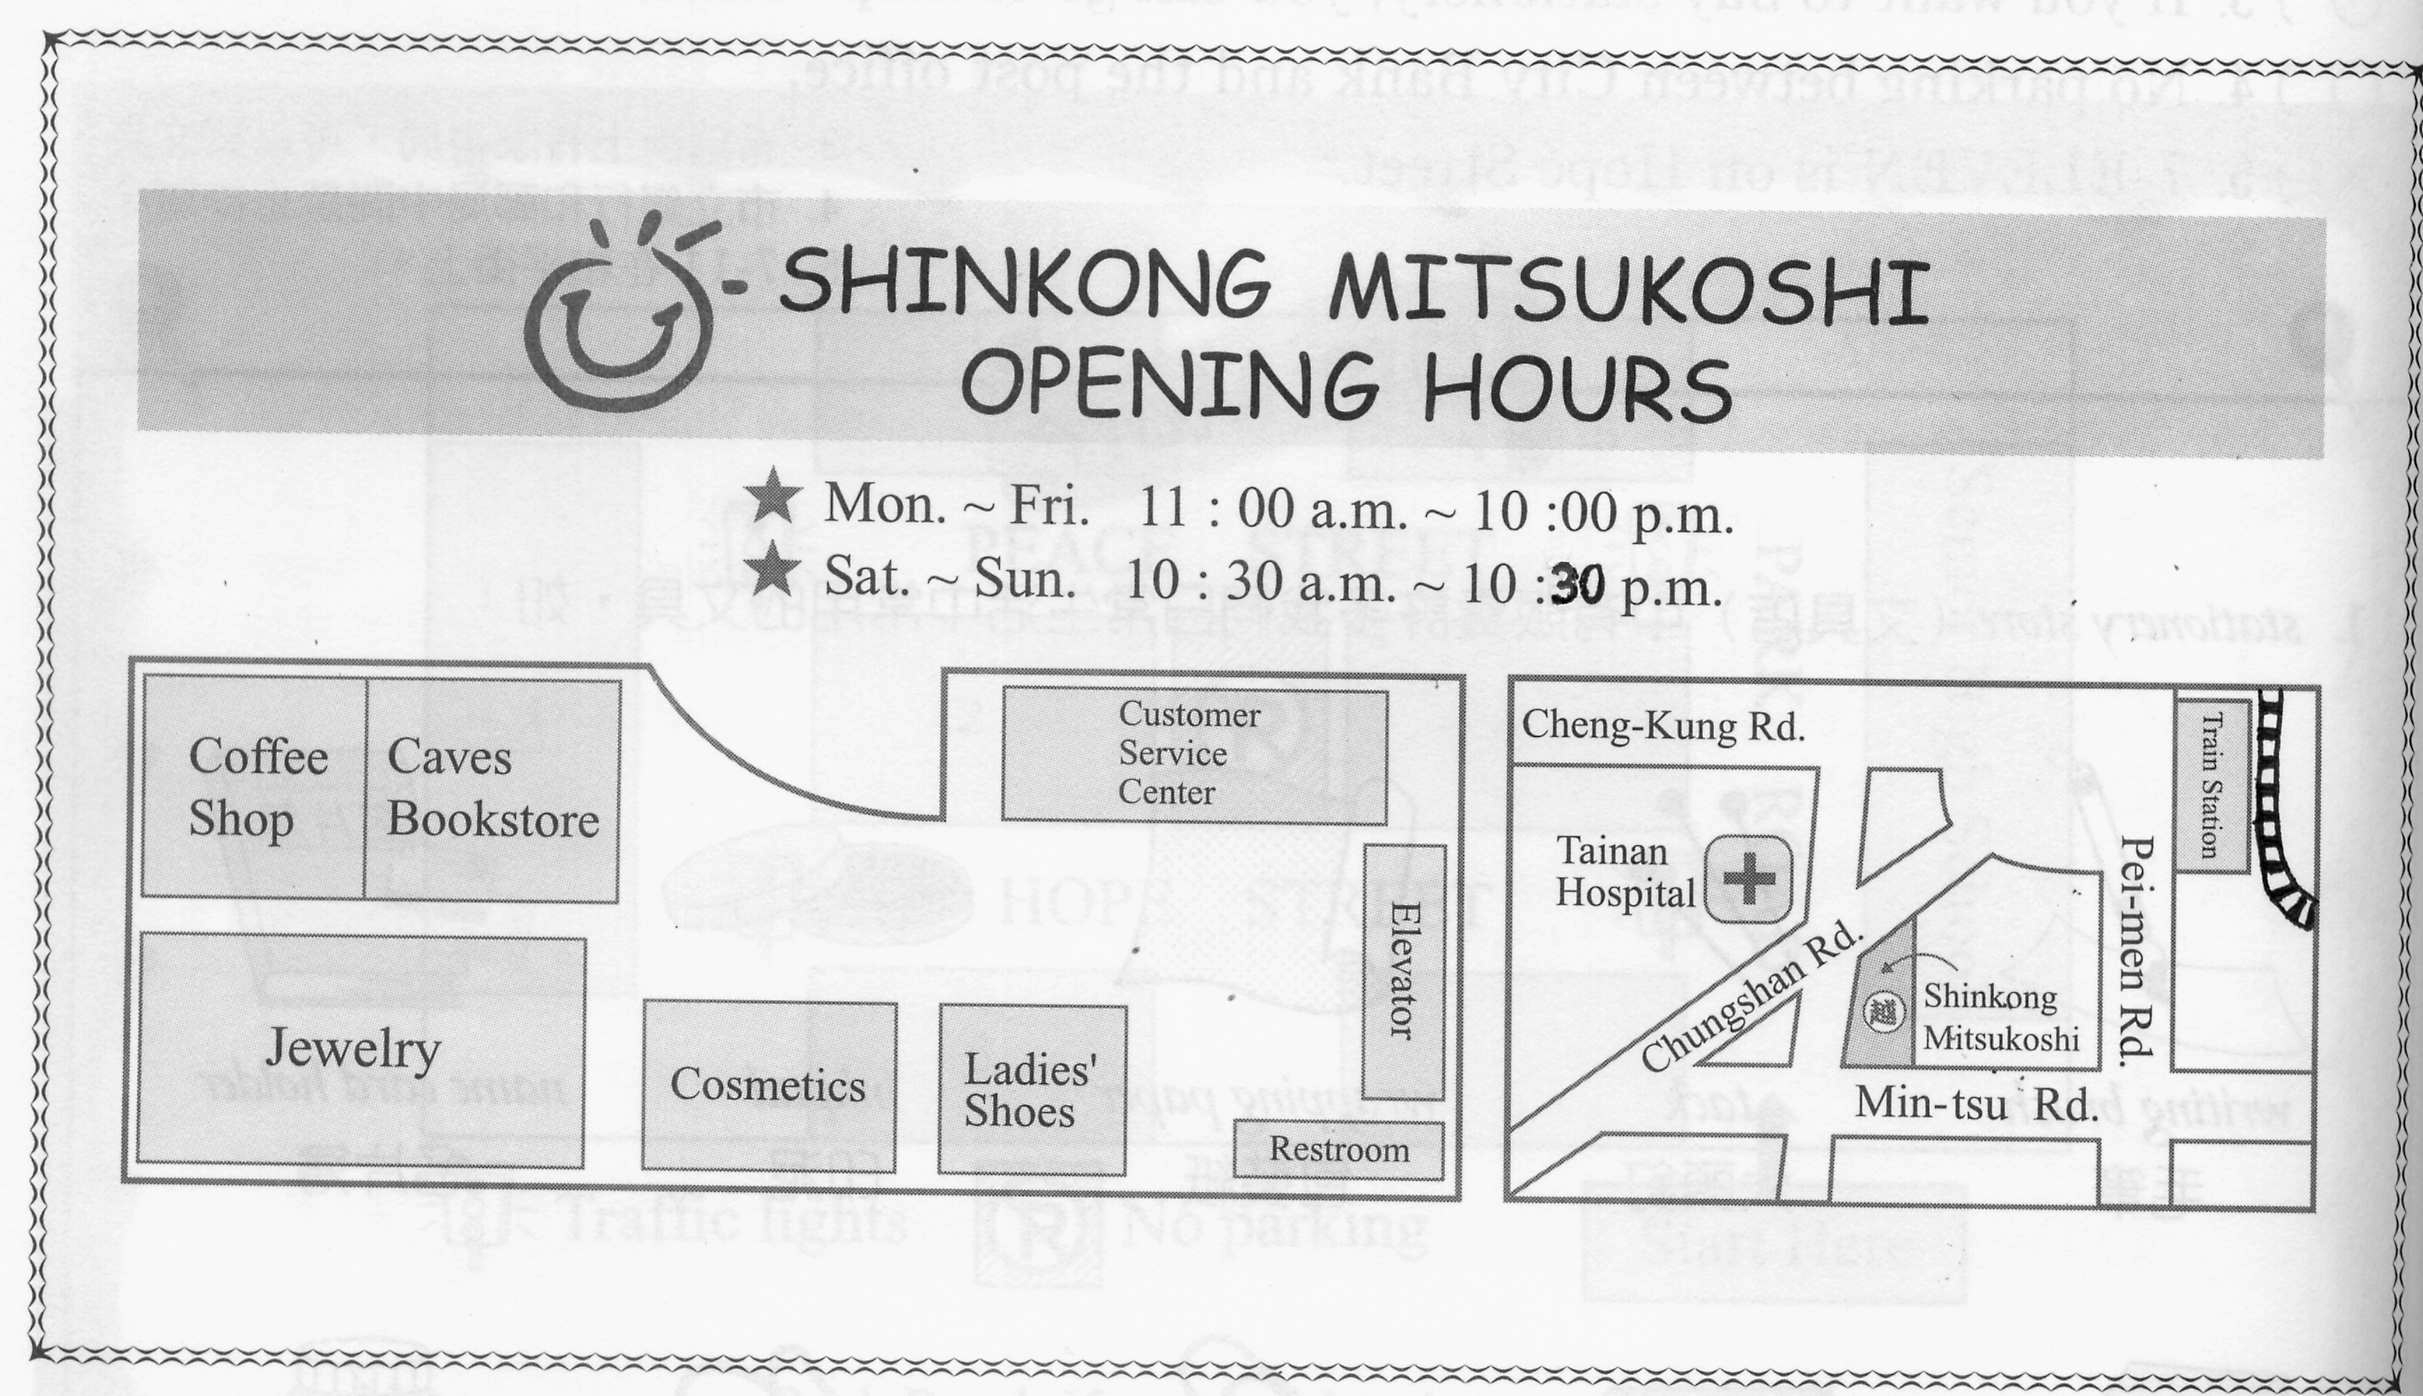 SHINKONG MITSUKOSHI
OPENING HOURS
★ Mon. ~ Fri. 11 : 00 a.m. ~ 10 :00 p.m.
★ Sat. ~ Sun. 10 : 30 a.m. ~ 10 :30 p.m.
Coffee
Shop
Caves
Bookstore
Customer
Service
Center
Elevator
Jewelry
Cosmetics
Ladies'
Shoes
Restroom
Cheng-Kung Rd.
Train Station
Tainan
Hospital
Pei-men Rd.
Chungshan Rd.
Shinkong
Mitsukoshi
Min-tsu Rd.